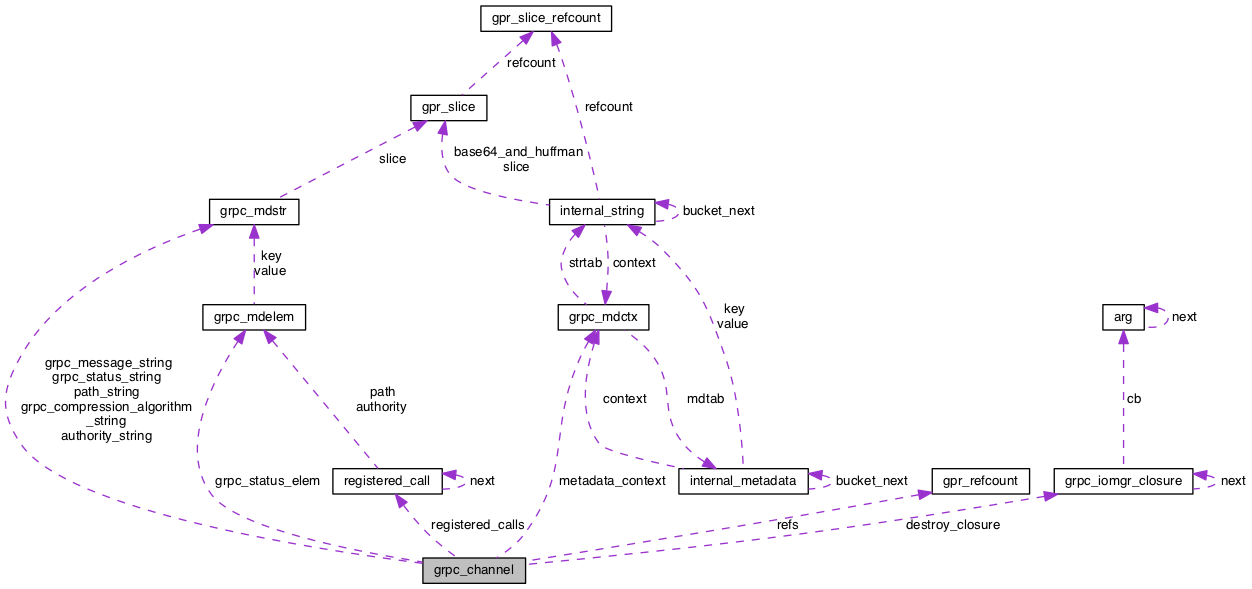 gpr_slice_refcount
refcount
gpr_slice
refcount
base64_and_huffman
slice
slice
grpc_mdstr
internal_string
bucket_next
key
value
strtab
context
grpc_mdelem
grpc_mdctx
key
value
arg
next
grpc_message_string
grpc_status_string
path_string
grpc_compression_algorithm
_string
authority_string
path
authority
context
mdtab
cb
grpc_status_elem
registered_call
next
metadata_context
internal_metadata
bucket_next
gpr_refcount
grpc_iomgr_closure
next
registered_calls
refs
destroy_closure
grpc_channel